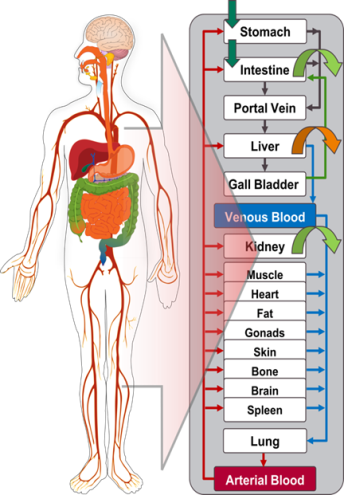 Stomach
Intestine
Portal Vein
Liver
Gall Bladder
Venous Blood
Kidney
Muscle
Heart
Fat
Gonads
Skin
Bone
Brain
Spleen
Lung
Arterial Blood